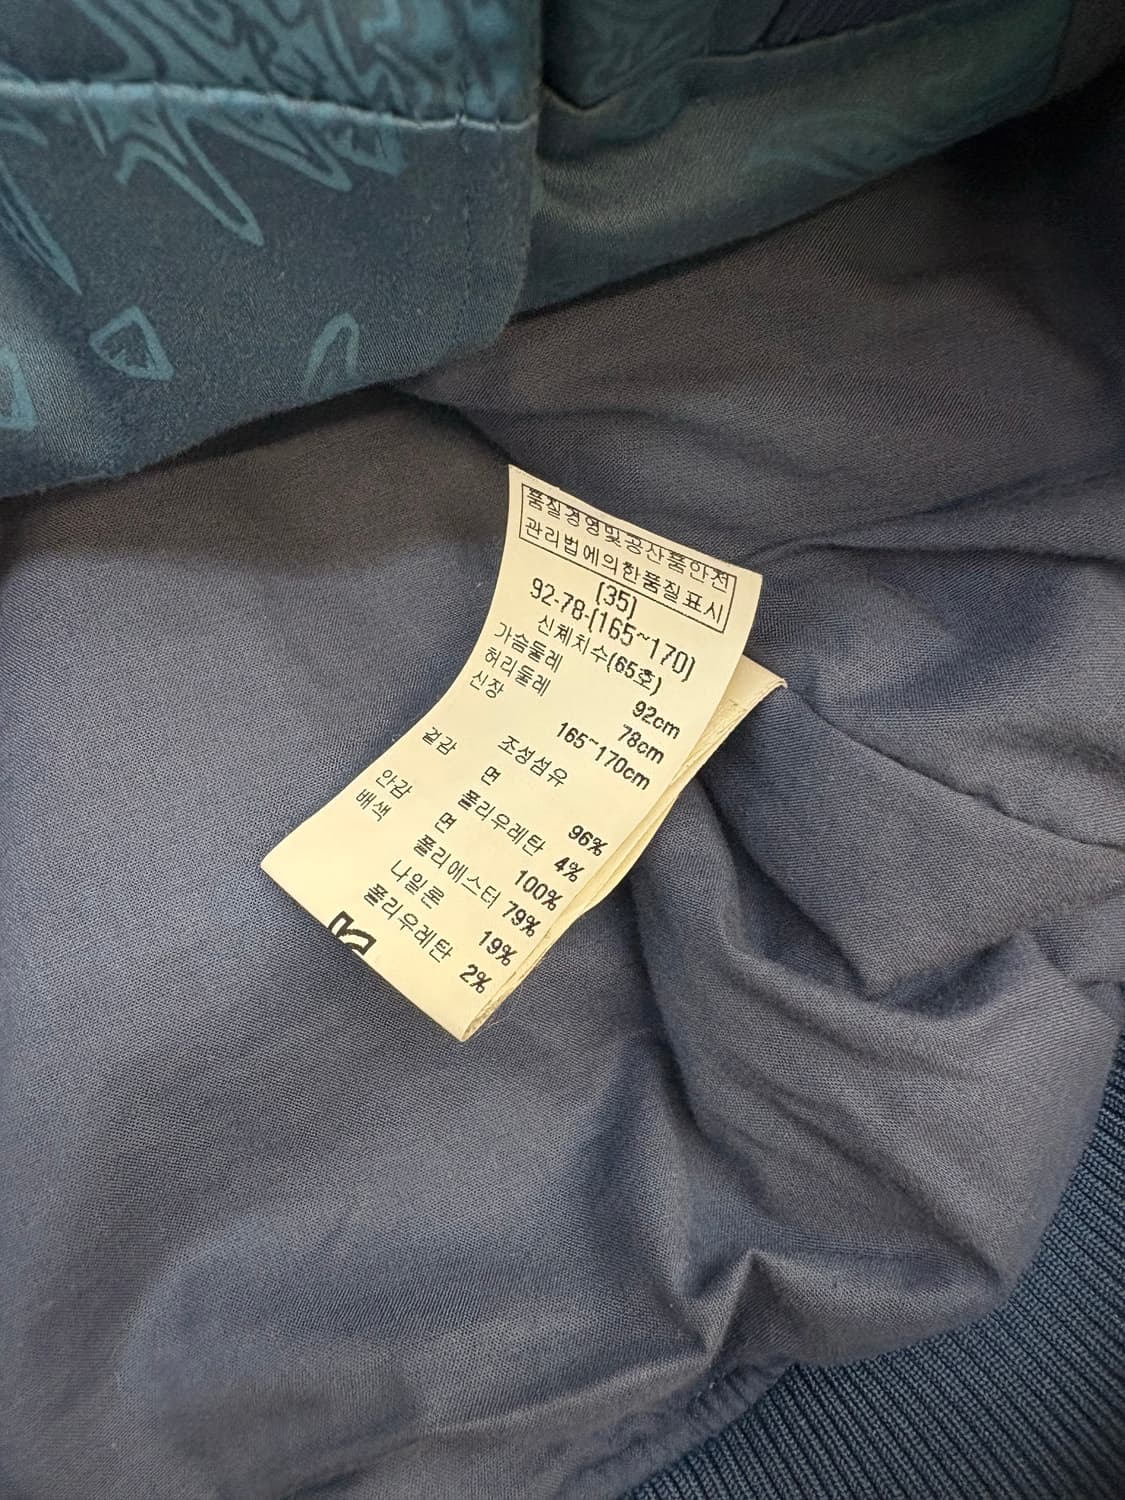 품질경영및공산품안전
관리법에의한품질표시
(35)
92-78-(165~170)
신체치수(65호)
가슴둘레 92cm
허리둘레 78cm
신장 165~170cm
조성섬유
겉감 면 96%
폴리우레탄 4%
안감 면 100%
배색 폴리에스터 79%
나일론 19%
폴리우레탄 2%